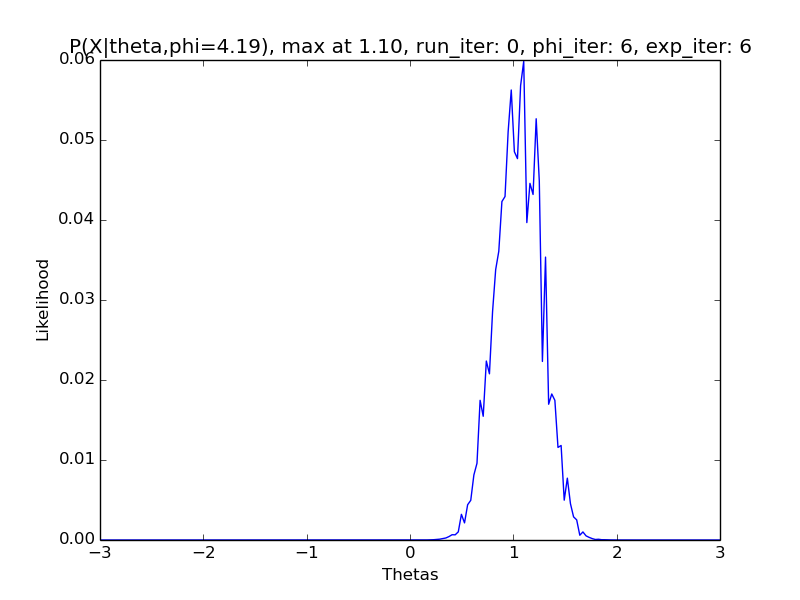 P(X|theta,phi=4.19), max at 1.10, run_iter: 0, phi_iter: 6, exp_iter: 6
0.06
0.05
0.04
0.03
0.02
0.01
0.00
Likelihood
−3 −2 −1 0 1 2 3
Thetas